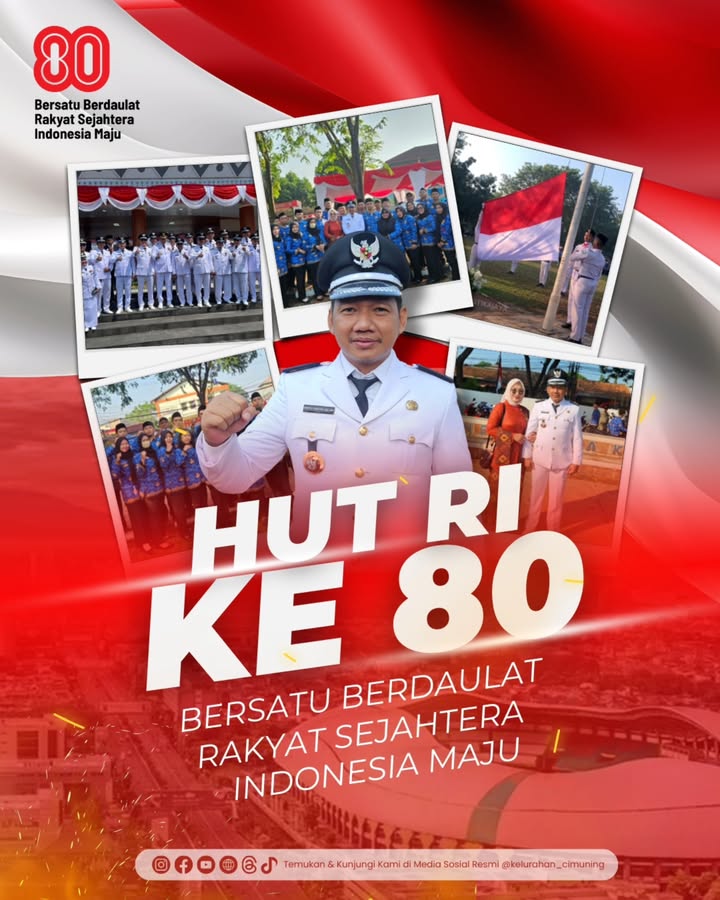 80
Bersatu Berdaulat
Rakyat Sejahtera
Indonesia Maju
HUT RI
KE 80
BERSATU BERDAULAT
RAKYAT SEJAHTERA
INDONESIA MAJU
Temukan & Kunjungi Kami di Media Sosial Resmi @kelurahan_cimuning